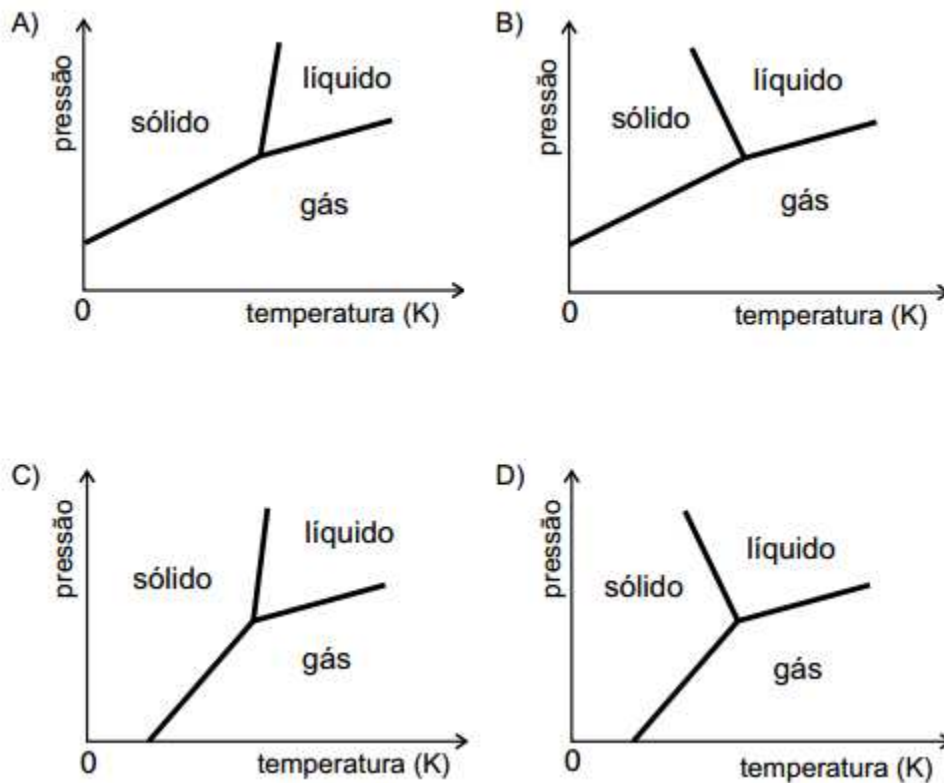 A)
pressão
sólido
líquido
gás
0
temperatura (K)
B)
pressão
sólido
líquido
gás
0
temperatura (K)
C)
pressão
sólido
líquido
gás
0
temperatura (K)
D)
pressão
sólido
líquido
gás
0
temperatura (K)